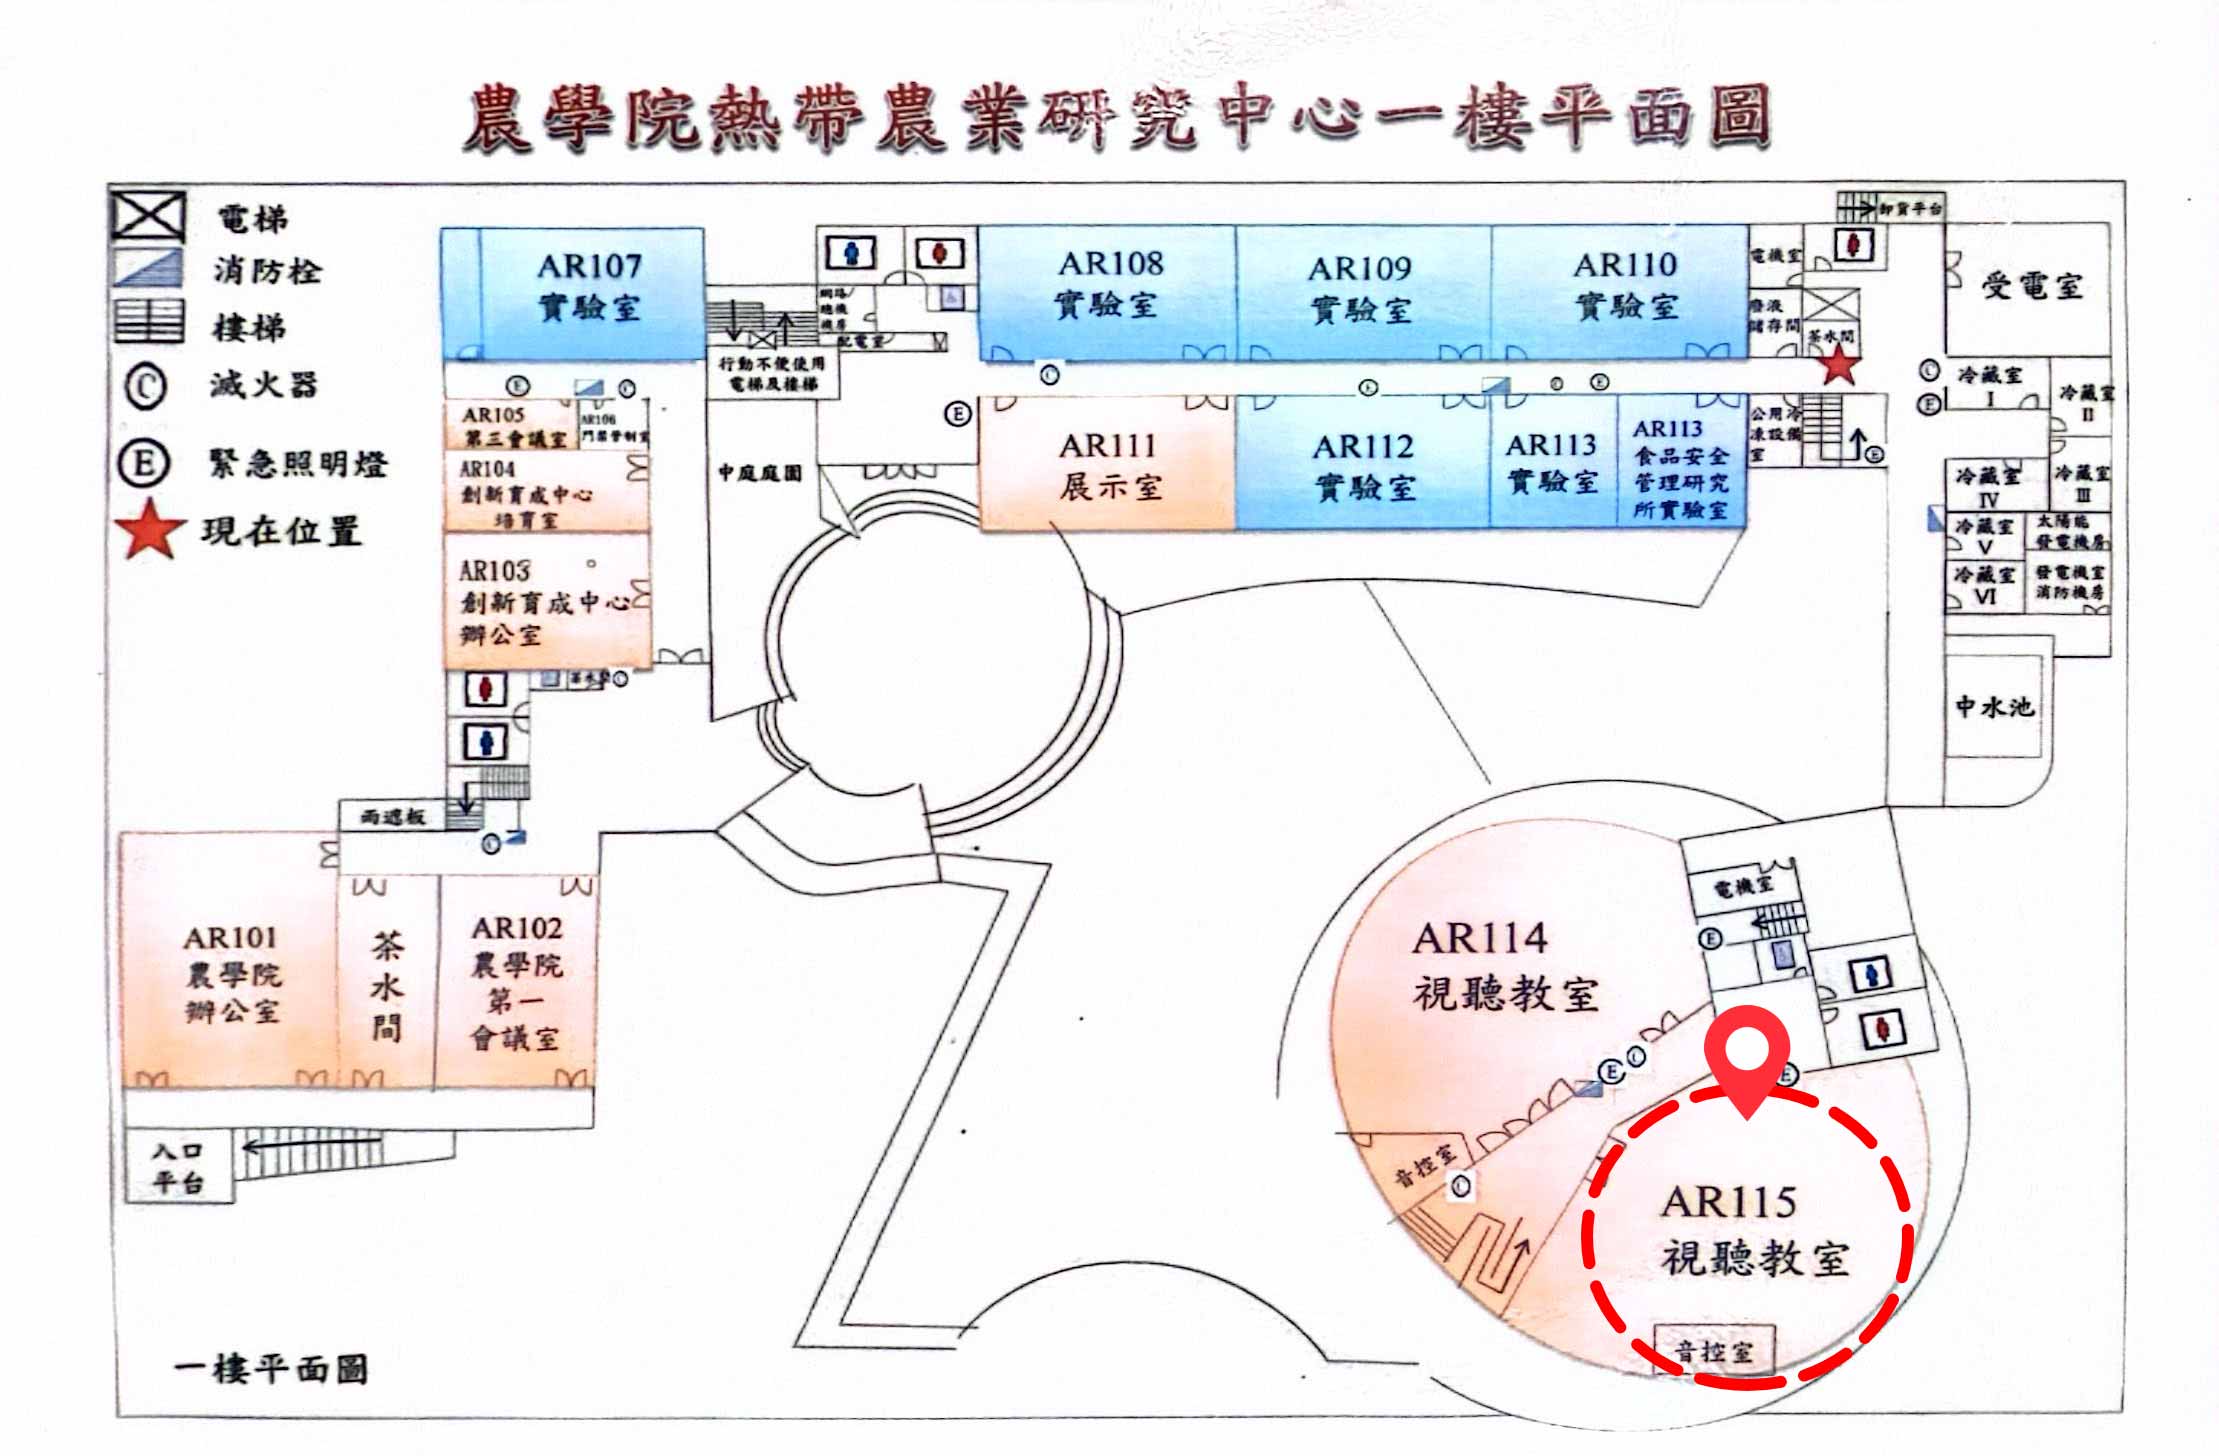 農學院熱帶農業研究中心一樓平面圖
電梯
消防栓
樓梯
C 滅火器
E 緊急照明燈
現在位置
AR107
實驗室
網路/
總機
機房
配電室
行動不便使用
電梯及樓梯
AR108
實驗室
AR109
實驗室
AR110
實驗室
電機室
廢液
儲存間
茶水間
卸貨平台
受電室
E
C
C
E
C
E
C
E
AR105
第三會議室
AR106
門禁管制室
AR104
創新育成中心
培育室
AR103
創新育成中心
辦公室
中庭庭園
E
AR111
展示室
AR112
實驗室
AR113
實驗室
AR113
食品安全
管理研究
所實驗室
公用冷
凍設備
室
E
冷藏室
I
冷藏室
II
冷藏室
IV
冷藏室
III
冷藏室
V
太陽能
發電機房
冷藏室
VI
發電機室
消防機房
中水池
茶水間
C
雨遮板
C
AR101
農學院
辦公室
茶
水
間
AR102
農學院
第一
會議室
入口
平台
AR114
視聽教室
電機室
E
E
C
E
音控室
C
AR115
視聽教室
音控室
一樓平面圖